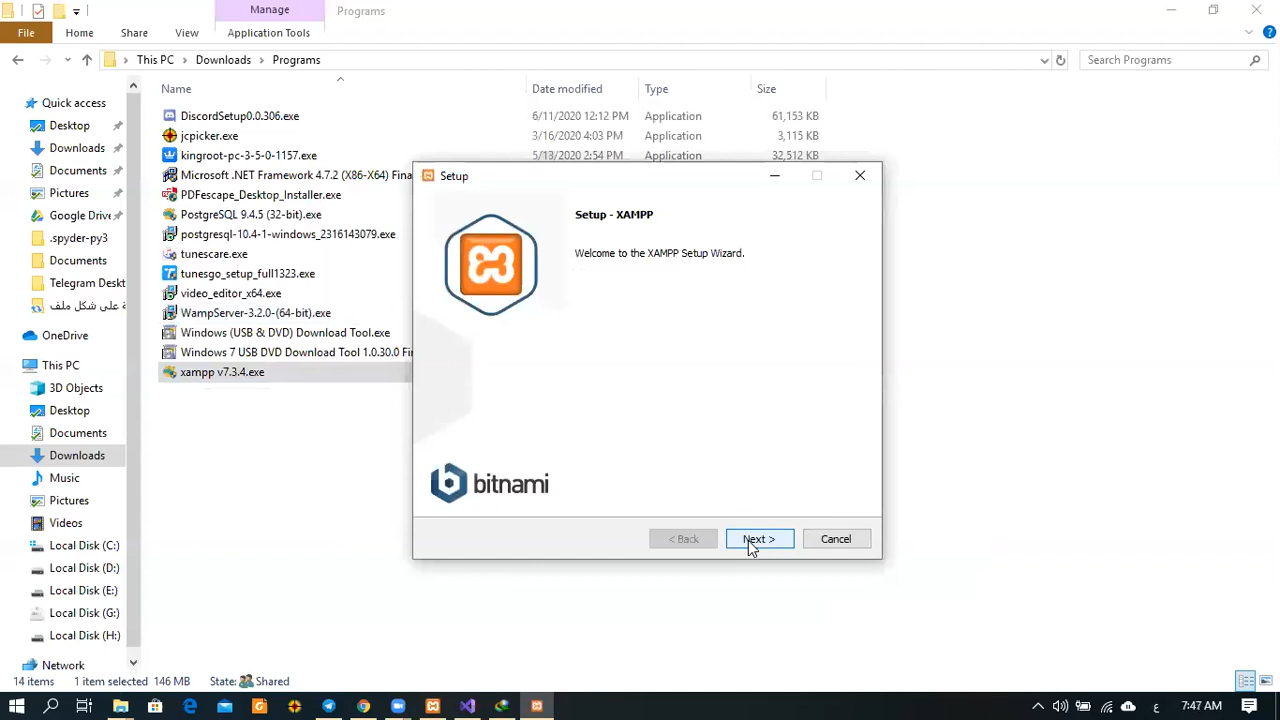 Manage
Programs
File
Home
Share
View
Application Tools
This PC
Downloads
Programs
Search Programs
Name
Date modified
Type
Size
Quick access
Desktop
Downloads
Documents
Pictures
Google Drive
.spyder-py3
Documents
Telegram Deskt
ة على شكل ملف
OneDrive
This PC
3D Objects
Desktop
Documents
Downloads
Music
Pictures
Videos
Local Disk (C:)
Local Disk (D:)
Local Disk (E:)
Local Disk (G:)
Local Disk (H:)
Network
DiscordSetup0.0.306.exe 6/11/2020 12:12 PM Application 61,153 KB
jcpicker.exe 3/16/2020 4:03 PM Application 3,115 KB
kingroot-pc-3-5-0-1157.exe 5/13/2020 2:54 PM Application 32,512 KB
Microsoft .NET Framework 4.7.2 (X86-X64) Fina
PDFescape_Desktop_Installer.exe
PostgreSQL 9.4.5 (32-bit).exe
postgresql-10.4-1-windows_2316143079.exe
tunescare.exe
tunesgo_setup_full1323.exe
video_editor_x64.exe
WampServer-3.2.0-(64-bit).exe
Windows (USB & DVD) Download Tool.exe
Windows 7 USB DVD Download Tool 1.0.30.0 Fi
xampp v7.3.4.exe
Setup
Setup - XAMPP
Welcome to the XAMPP Setup Wizard.
bitnami
< Back
Next >
Cancel
14 items
1 item selected 146 MB
State: Shared
ع
7:47 AM